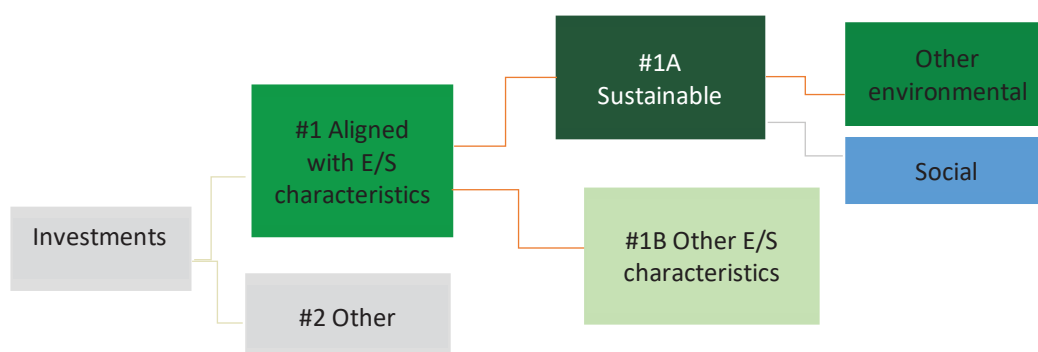 Investments
#1 Aligned
with E/S
characteristics
#2 Other
#1A
Sustainable
#1B Other E/S
characteristics
Other
environmental
Social